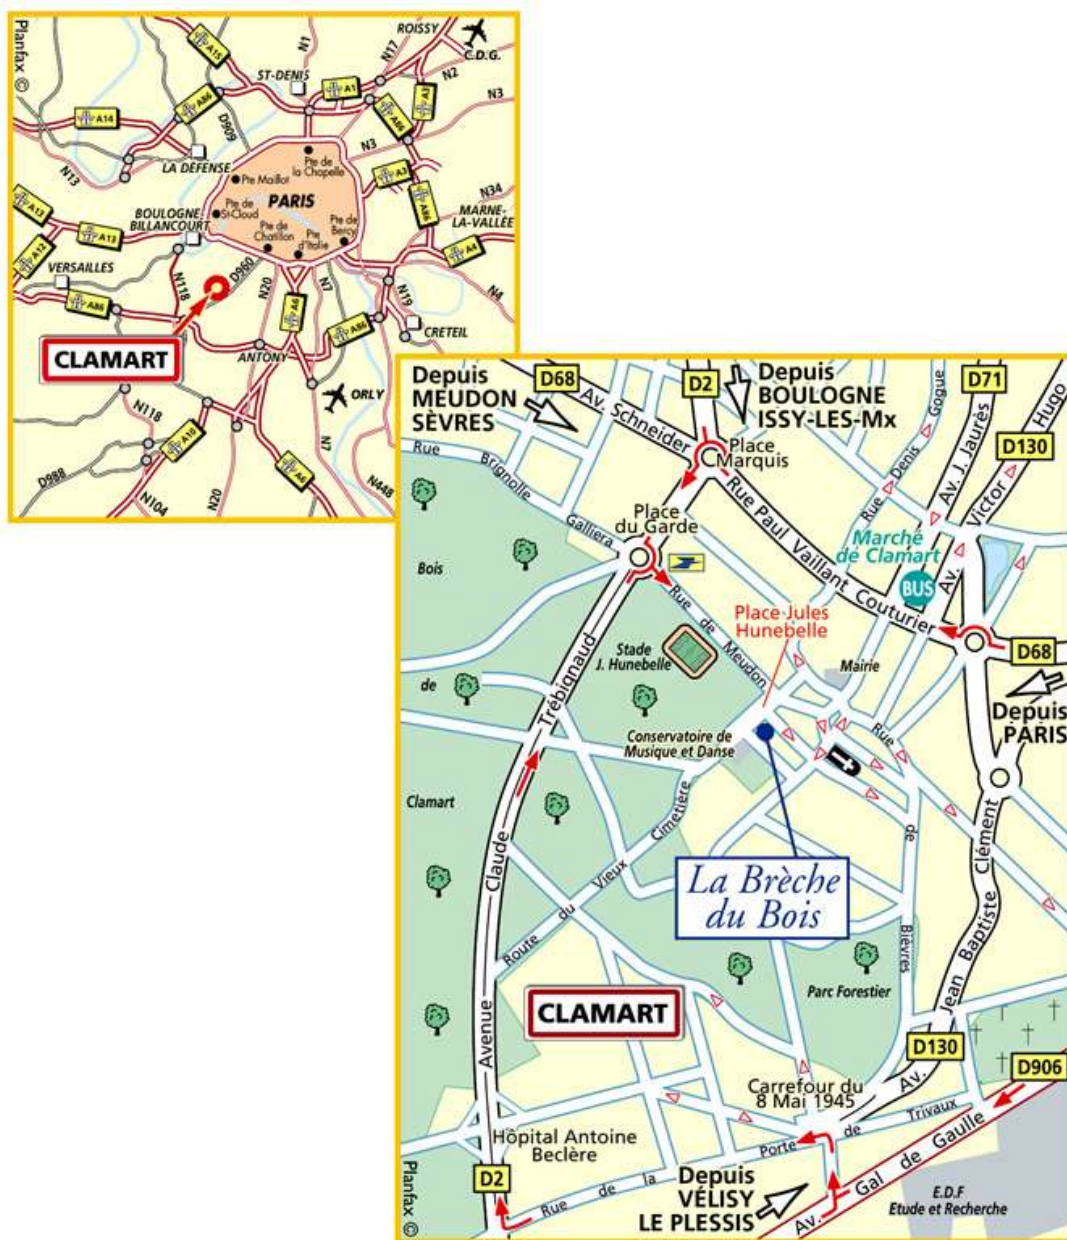 Planfax ©
A15
N1
N17
ROISSY
C.D.G.
N2
ST-DENIS
A1
A3
N3
A14
A86
D909
A86
N3
N13
LA DÉFENSE
Pte de
la Chapelle
Pte Maillot
A3
N34
PARIS
A86
MARNE-
LA-VALLÉE
A13
BOULOGNE
BILLANCOURT
Pte de
St-Cloud
Pte de
Chatillon
Pte
d'Italie
Pte de
Bercy
A13
A12
A4
VERSAILLES
N118
D960
N20
N7
N4
N19
A86
A6
A86
CRETEIL
CLAMART
ANTONY
ORLY
N118
A10
N7
D988
A6
N104
N20
N448
Depuis
MEUDON
SÈVRES
D68
D2
Depuis
BOULOGNE
ISSY-LES-Mx
D71
D130
Av. Schneider
Place
Marquis
Rue Denis Gogue
Av. J. Jaurès
Av. Victor Hugo
Rue Brignolle Galliera
Place
du Garde
Rue Paul Vaillant Couturier
Marché
de Clamart
BUS
Bois
de
Clamart
Rue de Meudon
Place Jules
Hunebelle
Stade
J. Hunebelle
Mairie
D68
Depuis
PARIS
Conservatoire de
Musique et Danse
Avenue Claude Trébignaud
Route du Vieux Cimetière
Rue de Bièvres
La Brèche
du Bois
Av. Jean Baptiste Clément
Parc Forestier
CLAMART
D130
D906
Carrefour du
8 Mai 1945
Hôpital Antoine
Beclère
D2
Rue de la Porte de Trivaux
Depuis
VÉLISY
LE PLESSIS
Av. Gal de Gaulle
E.D.F
Etude et Recherche
Planfax ©